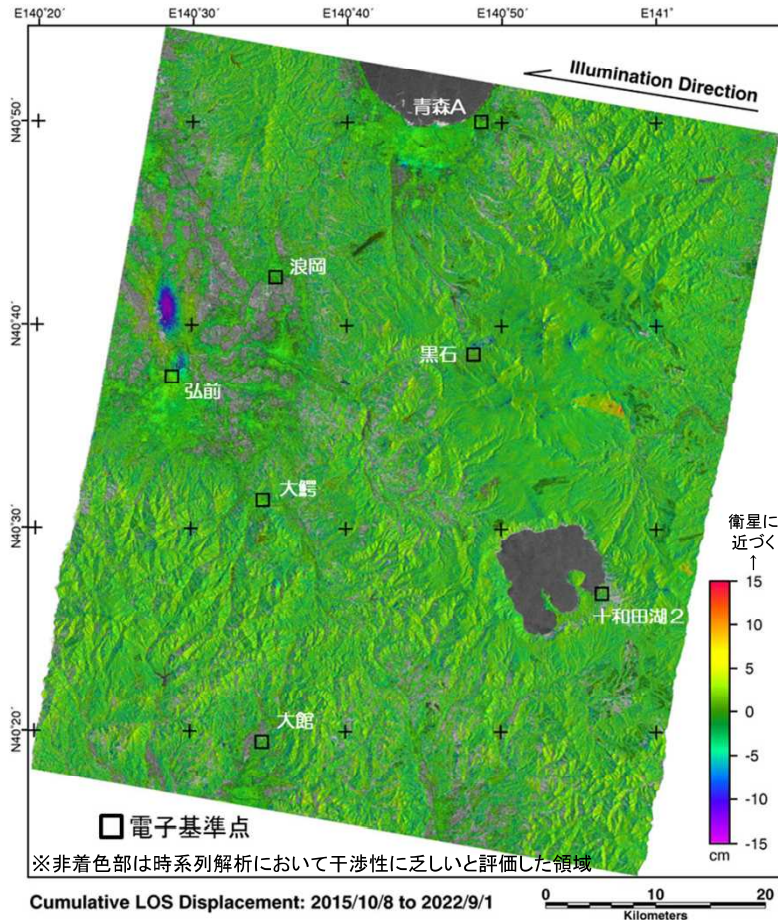 E140°20' E140°30' E140°40' E140°50' E141°
Illumination Direction
N40°50'
青森A
浪岡
N40°40'
黒石
弘前
大鰐
N40°30'
衛星に
近づく
↑
十和田湖2
15
10
5
0
-5
-10
-15
cm
大館
N40°20'
電子基準点
※非着色部は時系列解析において干渉性に乏しいと評価した領域
Cumulative LOS Displacement: 2015/10/8 to 2022/9/1
0 10 20
Kilometers